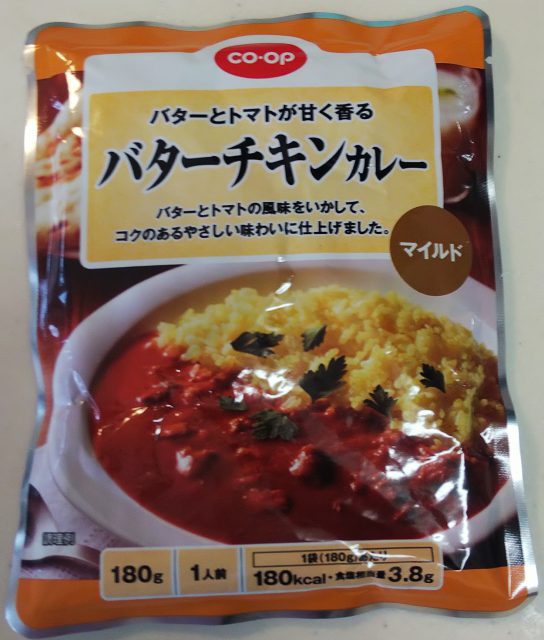 CO·OP
バターとトマトが甘く香る
バターチキンカレー
バターとトマトの風味をいかして、
コクのあるやさしい味わいに仕上げました。
マイルド
調理例
180g
1人前
1袋(180g)あたり
180kcal・食塩相当量3.8g